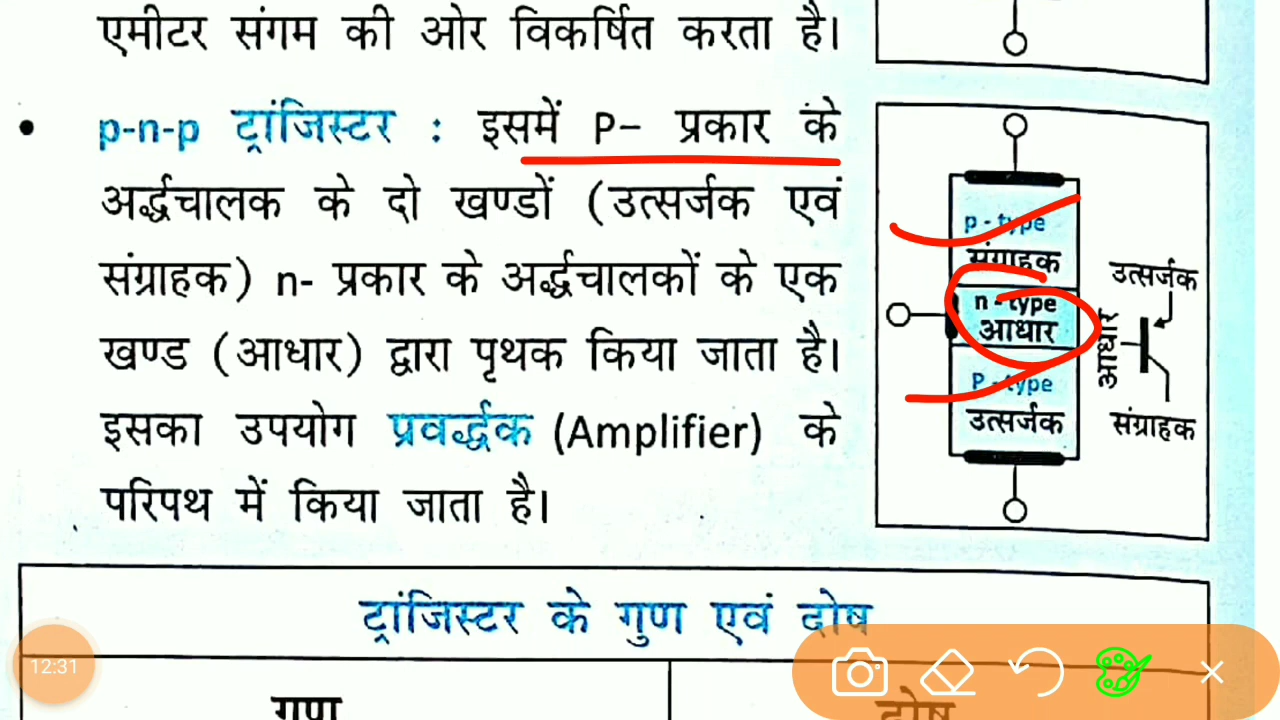 एमीटर संगम की ओर विकर्षित करता है।
• p-n-p ट्रांजिस्टर : इसमें P- प्रकार के
अर्द्धचालक के दो खण्डों (उत्सर्जक एवं
संग्राहक) n- प्रकार के अर्द्धचालकों के एक
खण्ड (आधार) द्वारा पृथक किया जाता है।
इसका उपयोग प्रवर्द्धक (Amplifier) के
परिपथ में किया जाता है।
p - type
संग्राहक
n - type
आधार
P - type
उत्सर्जक
उत्सर्जक
आधार
संग्राहक
ट्रांजिस्टर के गुण एवं दोष
गुण
दोष
12:31